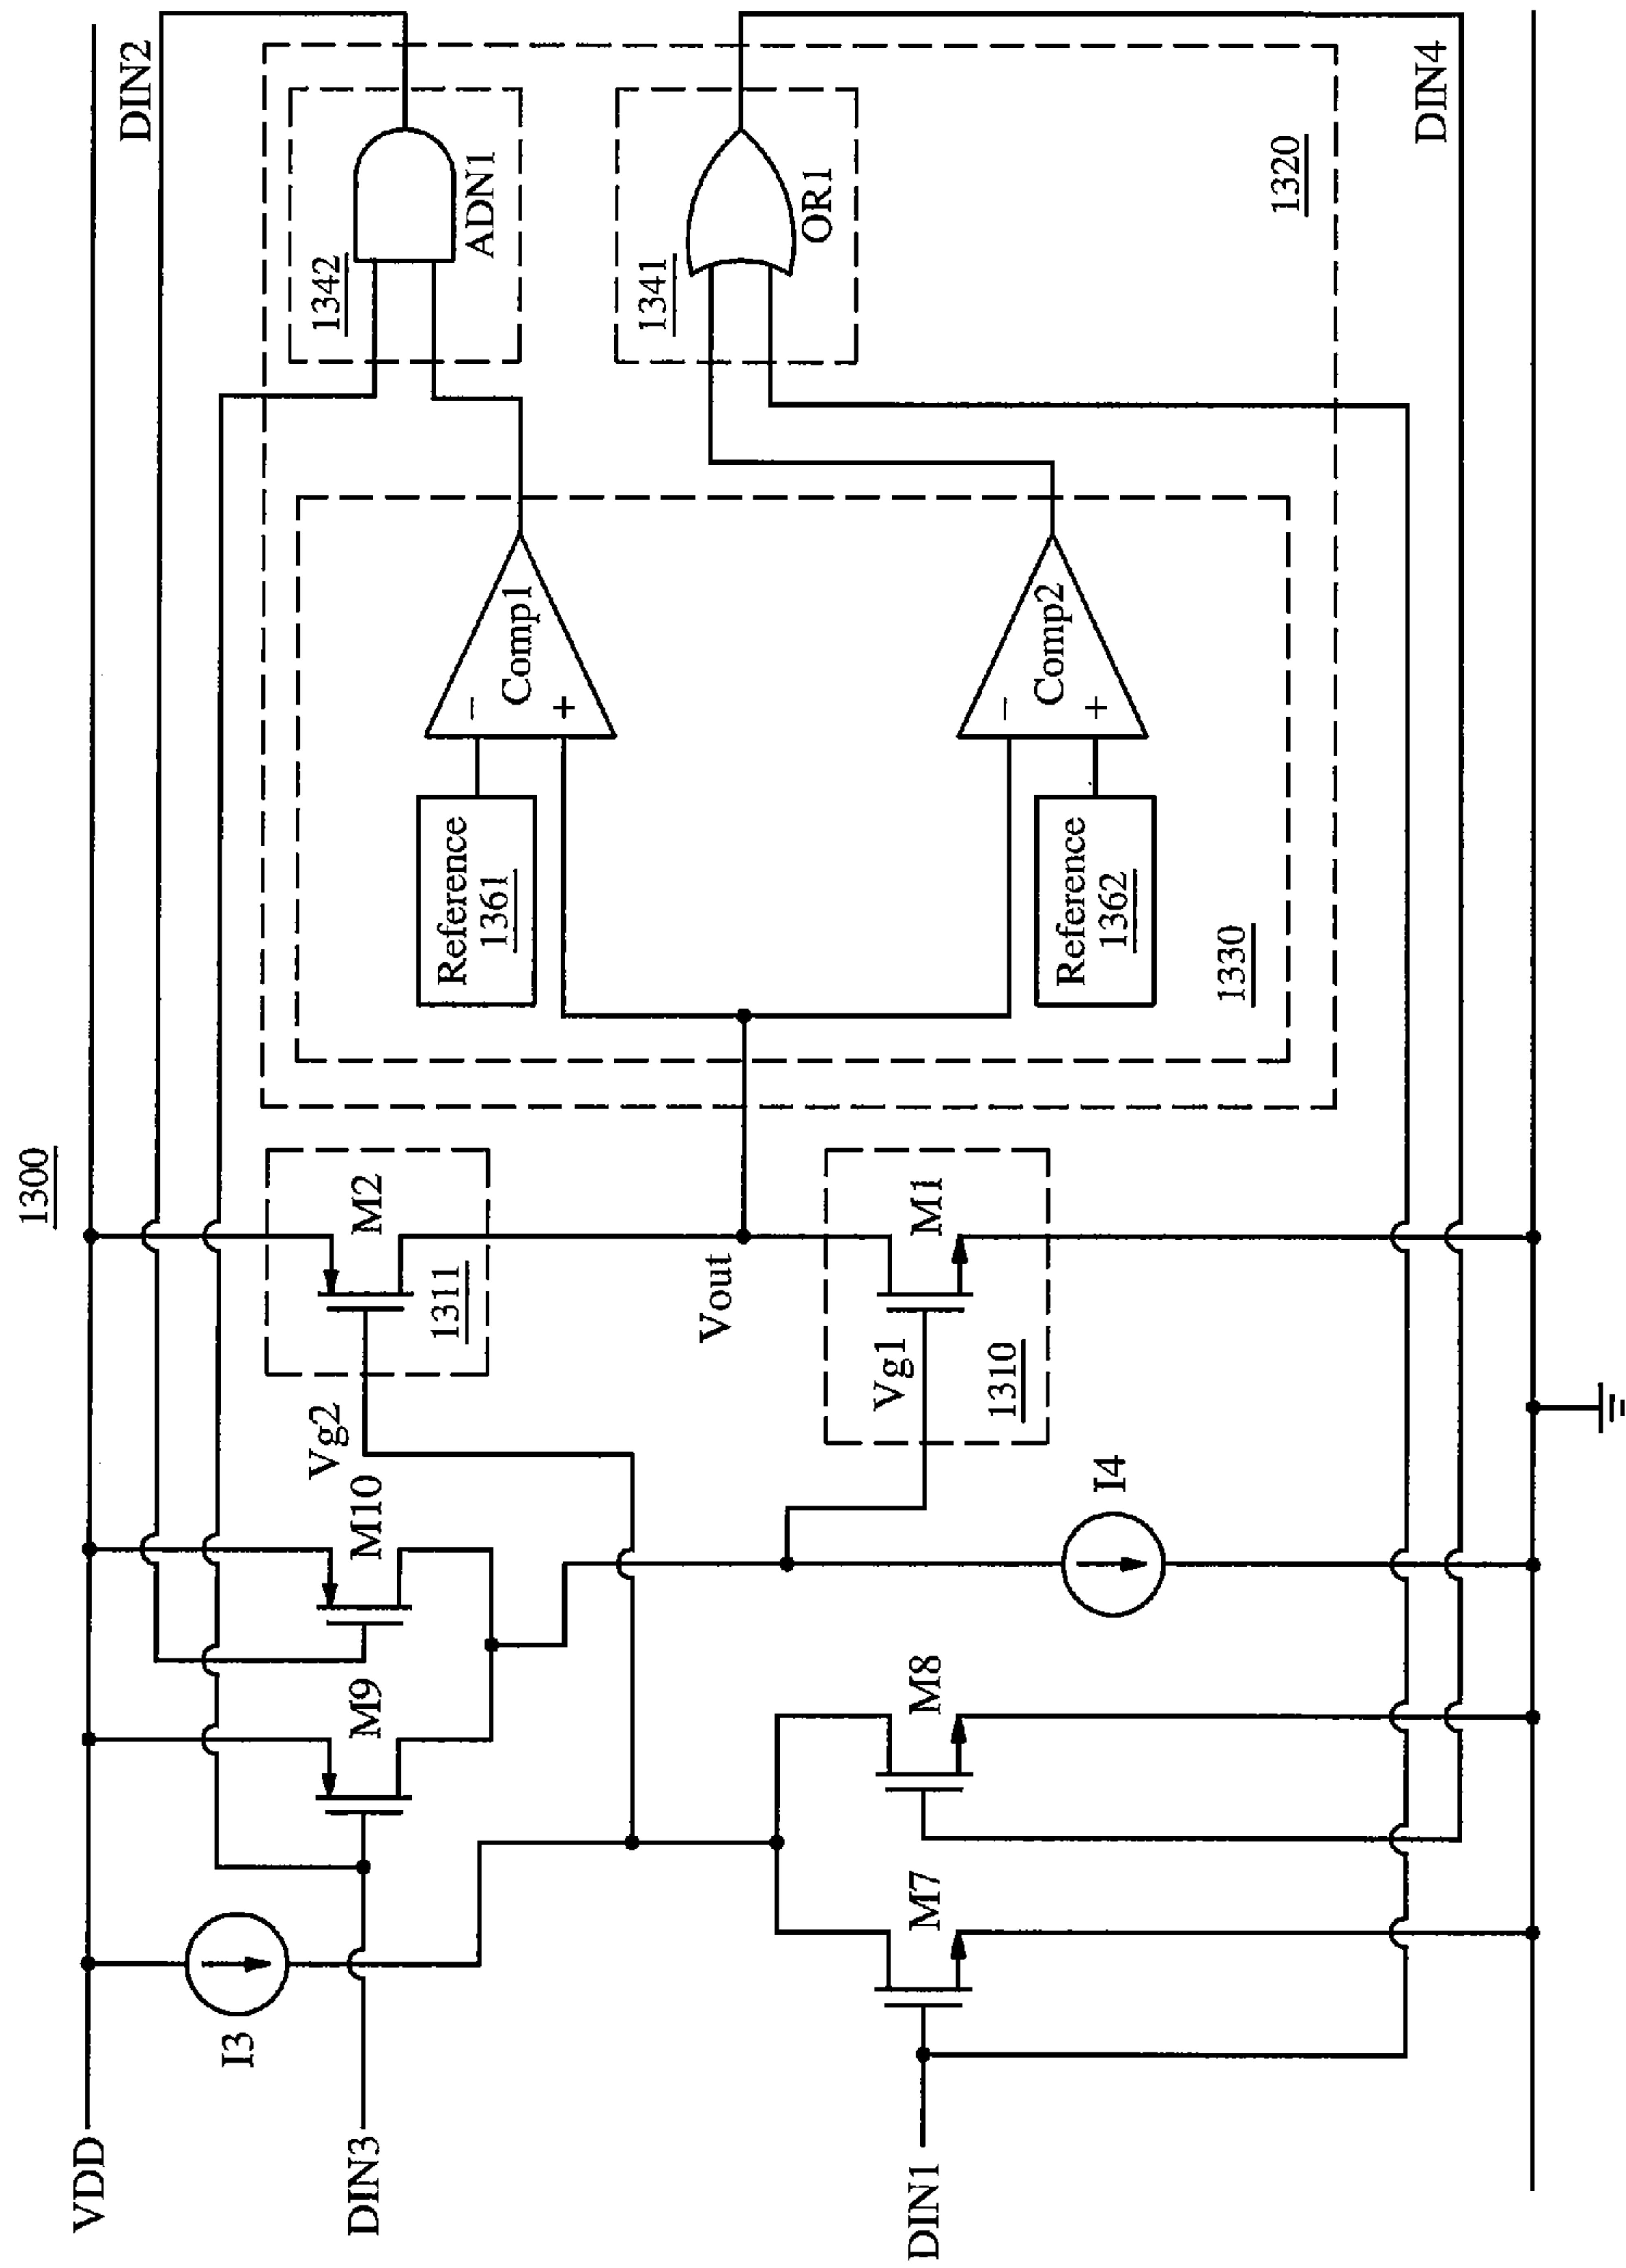 1300
VDD
DIN2
I3
M9
M10
Vg2
M2
1311
DIN3
1342
ADN1
Reference
1361
−
+
Comp1
Vout
1341
OR1
DIN1
M7
M8
Vg1
M1
1310
I4
Reference
1362
−
+
Comp2
1330
1320
DIN4